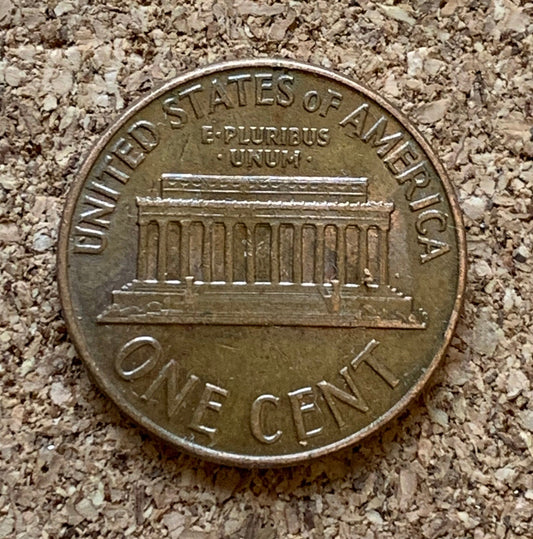 UNITED STATES OF AMERICA
E·PLURIBUS
·UNUM·
ONE CENT